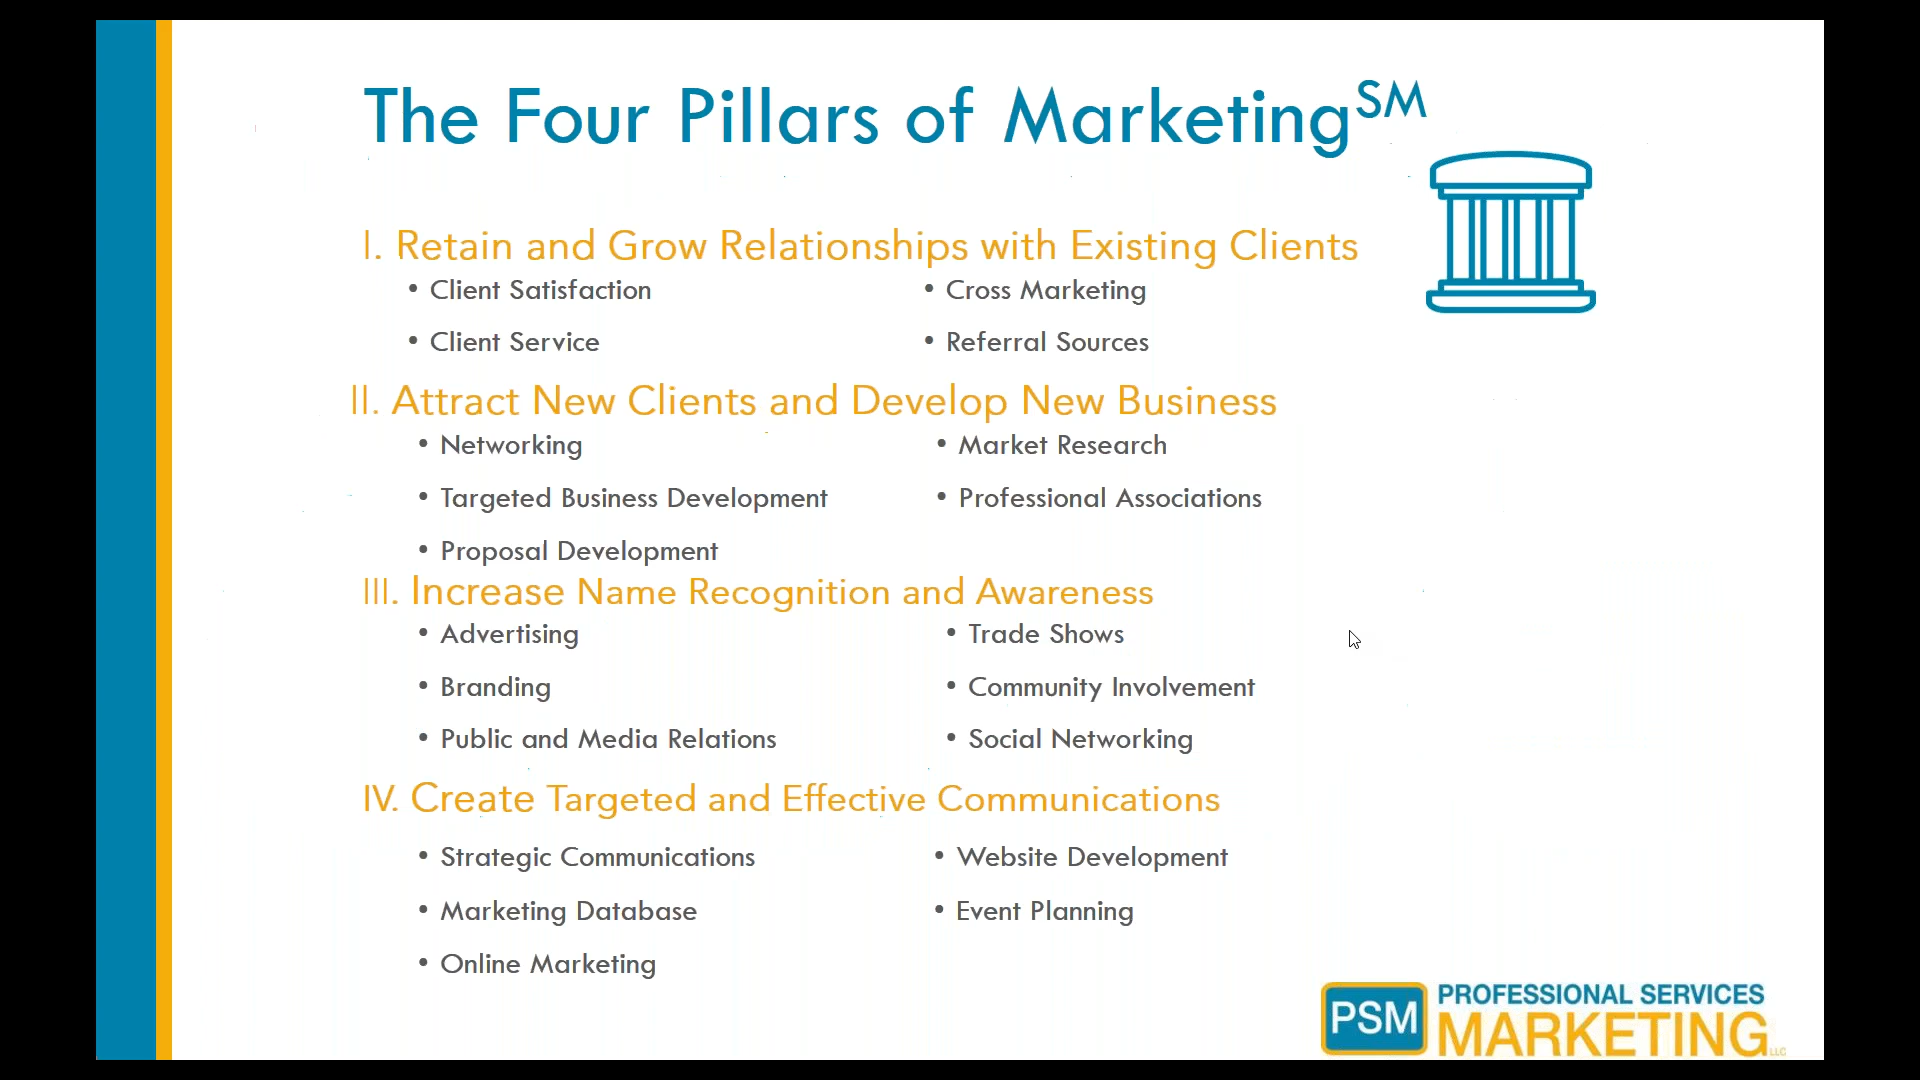 The Four Pillars of Marketing SM
I. Retain and Grow Relationships with Existing Clients
• Client Satisfaction
• Client Service
• Cross Marketing
• Referral Sources
II. Attract New Clients and Develop New Business
• Networking
• Targeted Business Development
• Proposal Development
• Market Research
• Professional Associations
III. Increase Name Recognition and Awareness
• Advertising
• Branding
• Public and Media Relations
• Trade Shows
• Community Involvement
• Social Networking
IV. Create Targeted and Effective Communications
• Strategic Communications
• Marketing Database
• Online Marketing
• Website Development
• Event Planning
PSM
PROFESSIONAL SERVICES
MARKETING LLC